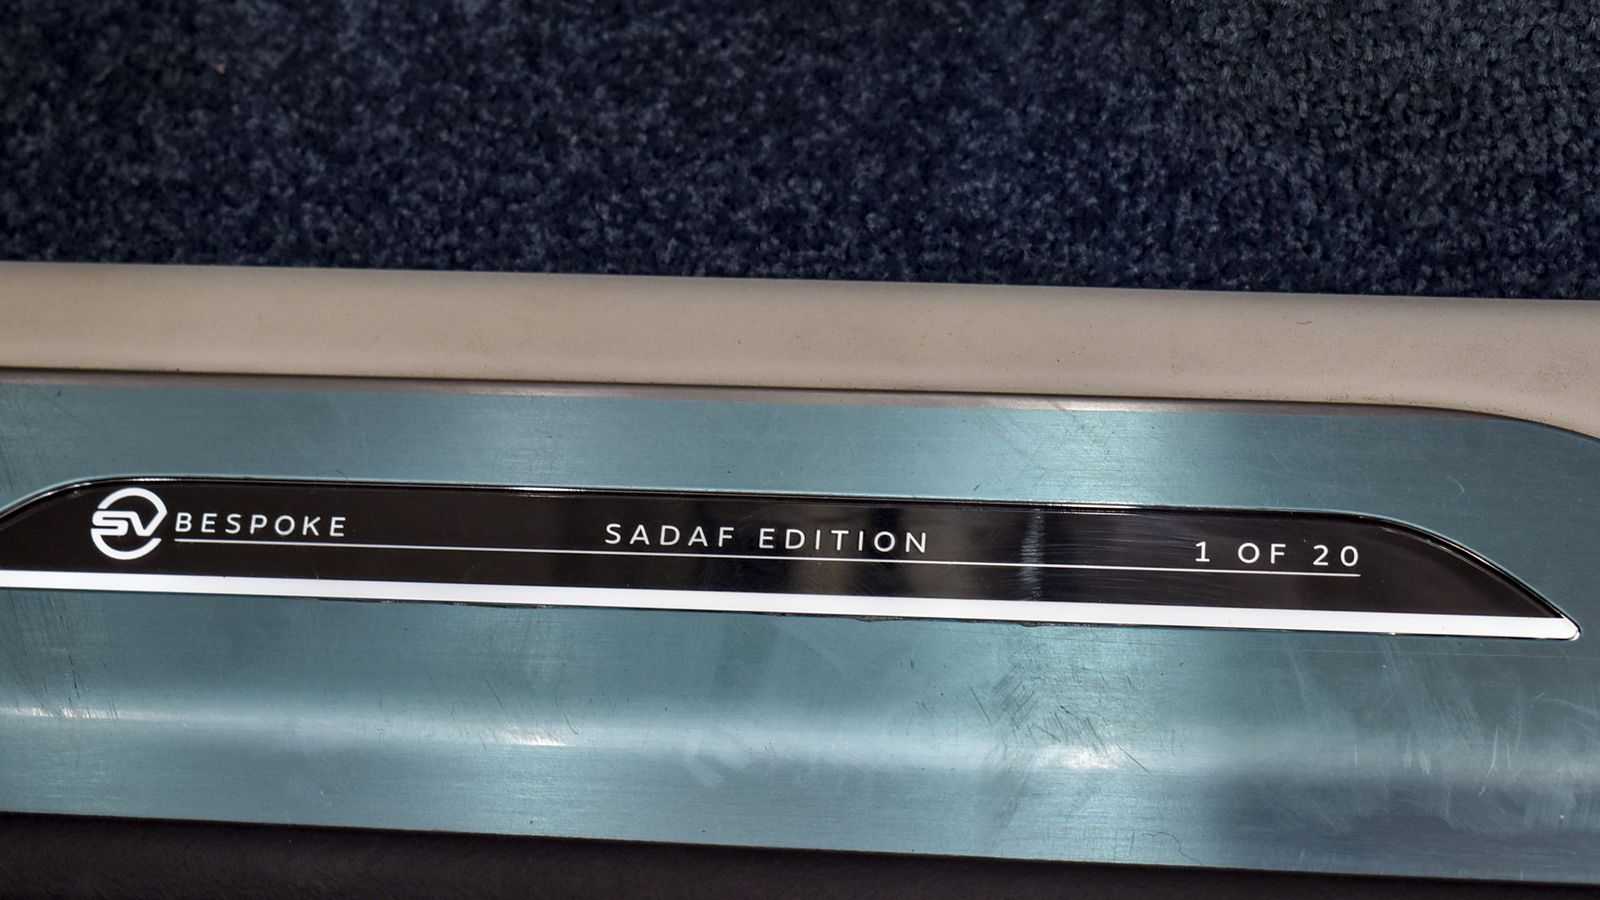 SV BESPOKE SADAF EDITION 1 OF 20